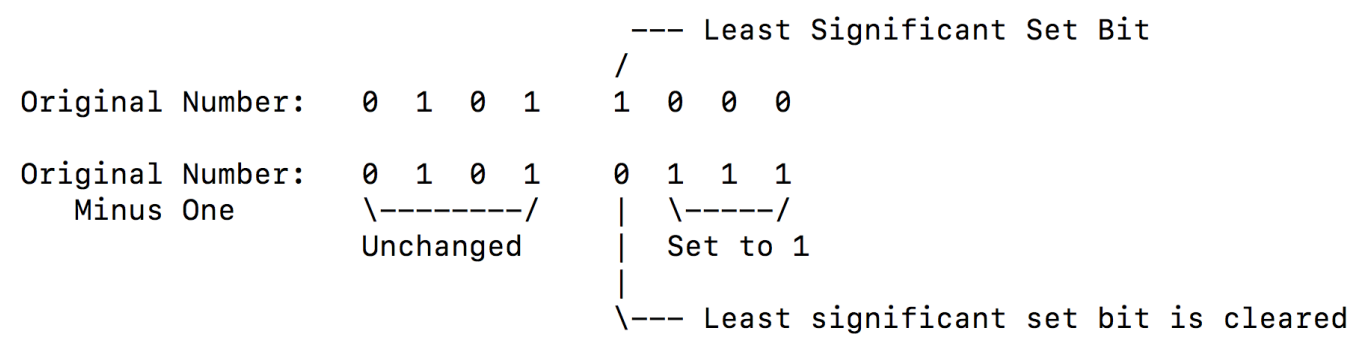 --- Least Significant Set Bit
/
Original Number:   0  1  0  1    1  0  0  0
Original Number:   0  1  0  1    0  1  1  1
Minus One       \--------/    |  \-----/
Unchanged     |  Set to 1
|
\--- Least significant set bit is cleared